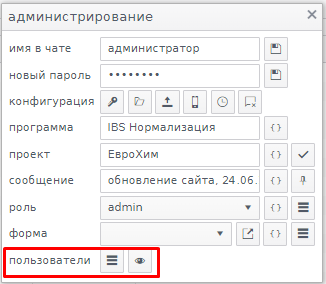 администрирование
имя в чате администратор
новый пароль ••••••••
конфигурация
программа IBS Нормализация { }
проект ЕвроХим { }
сообщение обновление сайта, 24.06. { }
роль admin { }
форма { }
пользователи